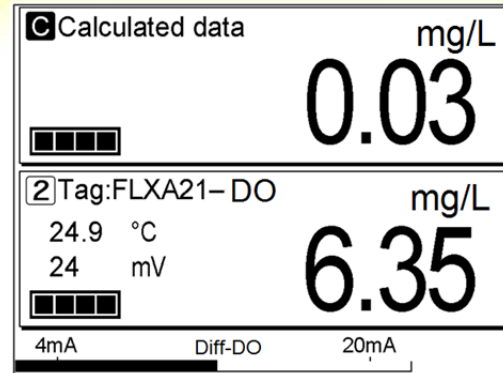 C Calculated data
mg/L
0.03
2 Tag:FLXA21–DO
mg/L
24.9 °C
24 mV
6.35
4mA Diff-DO 20mA